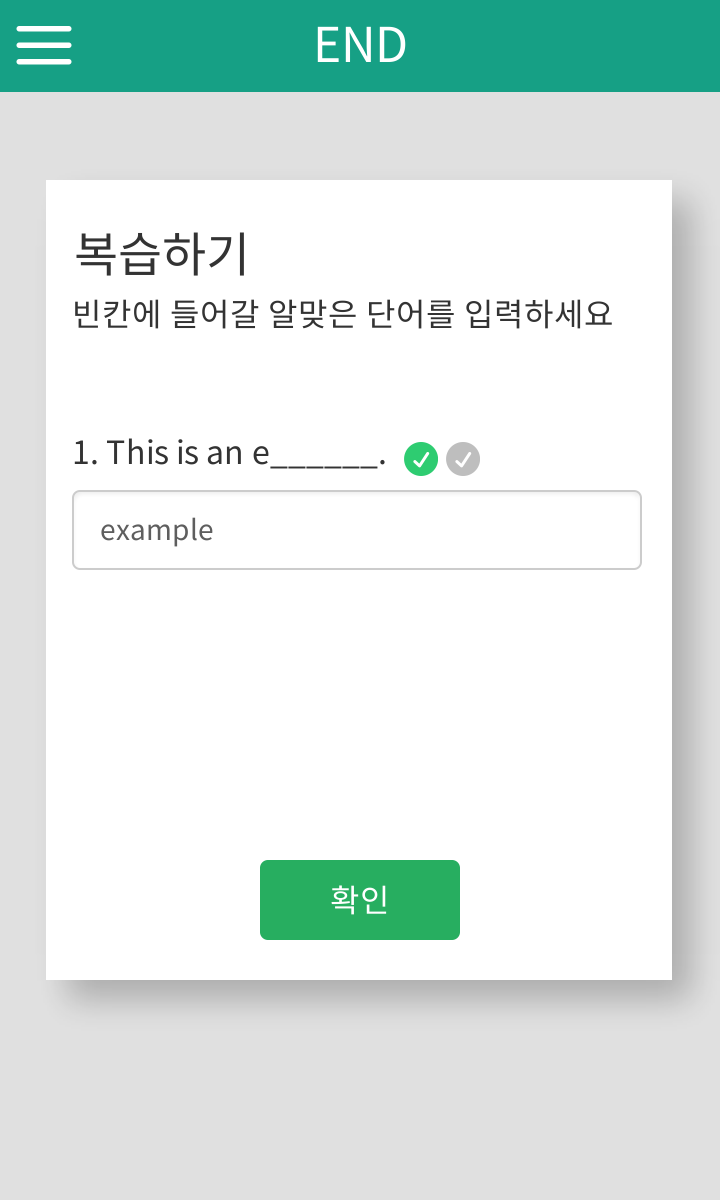 END
복습하기
빈칸에 들어갈 알맞은 단어를 입력하세요
1. This is an e______.
example
확인